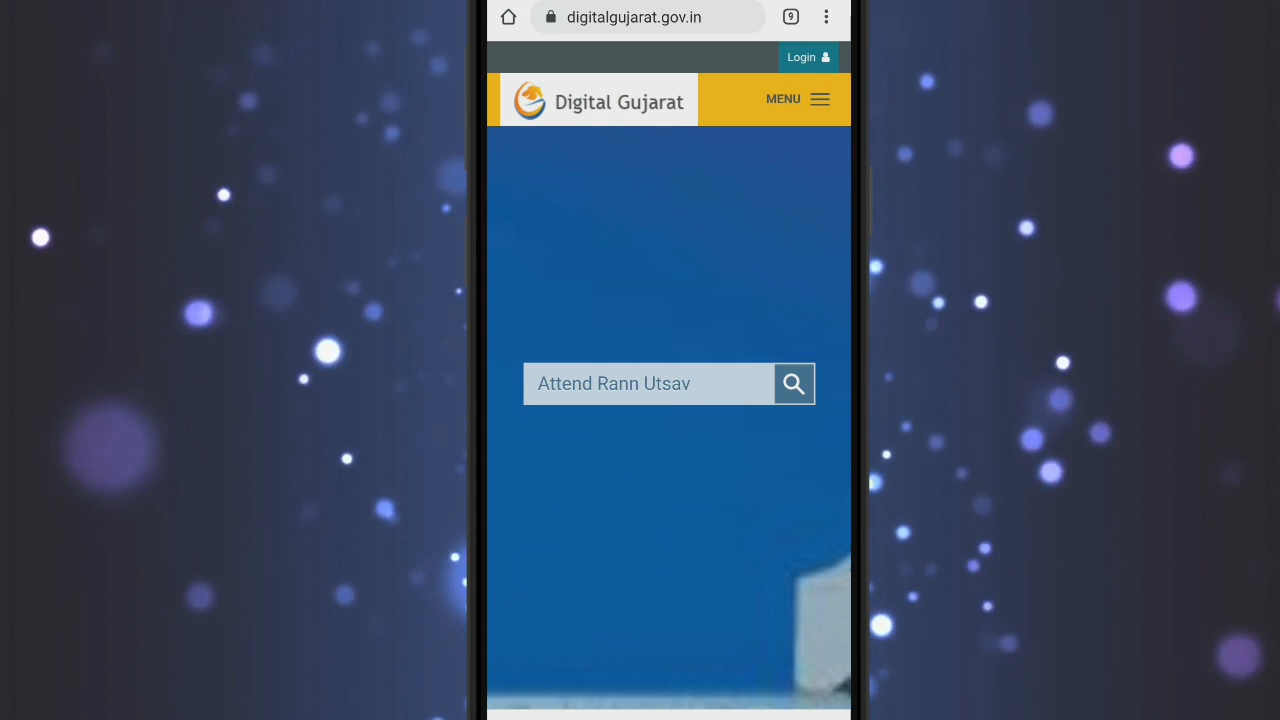 digitalgujarat.gov.in
9
Login
Digital Gujarat
MENU
Attend Rann Utsav